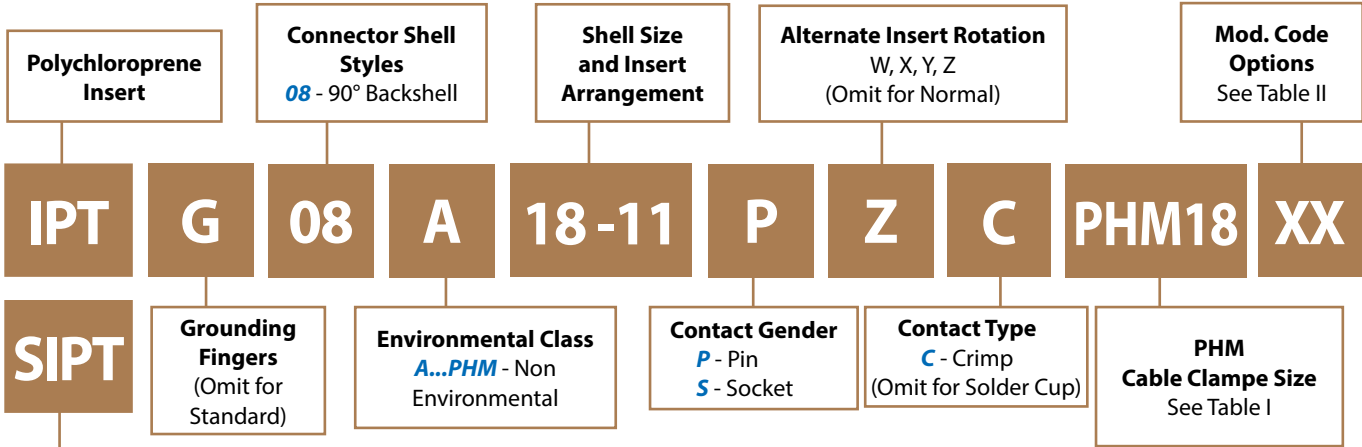 Polychloroprene
Insert
Connector Shell
Styles
08 - 90° Backshell
Shell Size
and Insert
Arrangement
Alternate Insert Rotation
W, X, Y, Z
(Omit for Normal)
Mod. Code
Options
See Table II
IPT G 08 A 18-11 P Z C PHM18 XX
SIPT
Grounding
Fingers
(Omit for
Standard)
Environmental Class
A...PHM - Non
Environmental
Contact Gender
P - Pin
S - Socket
Contact Type
C - Crimp
(Omit for Solder Cup)
PHM
Cable Clampe Size
See Table I